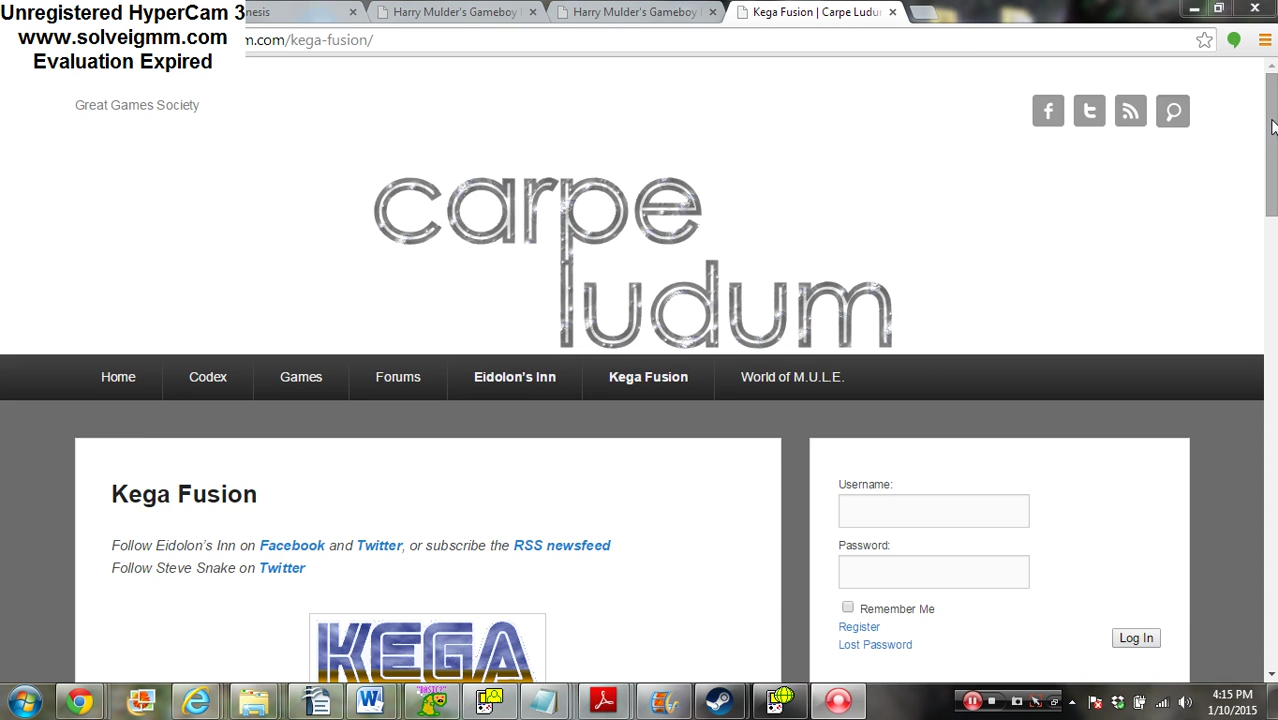 Unregistered HyperCam 3
www.solveigmm.com
Evaluation Expired
nesis
Harry Mulder's Gameboy
Harry Mulder's Gameboy
Kega Fusion | Carpe Ludu
m.com/kega-fusion/
Great Games Society
carpe
ludum
Home
Codex
Games
Forums
Eidolon's Inn
Kega Fusion
World of M.U.L.E.
Kega Fusion
Follow Eidolon's Inn on Facebook and Twitter, or subscribe the RSS newsfeed
Follow Steve Snake on Twitter
KEGA
Username:
Password:
Remember Me
Register
Lost Password
Log In
4:15 PM
1/10/2015